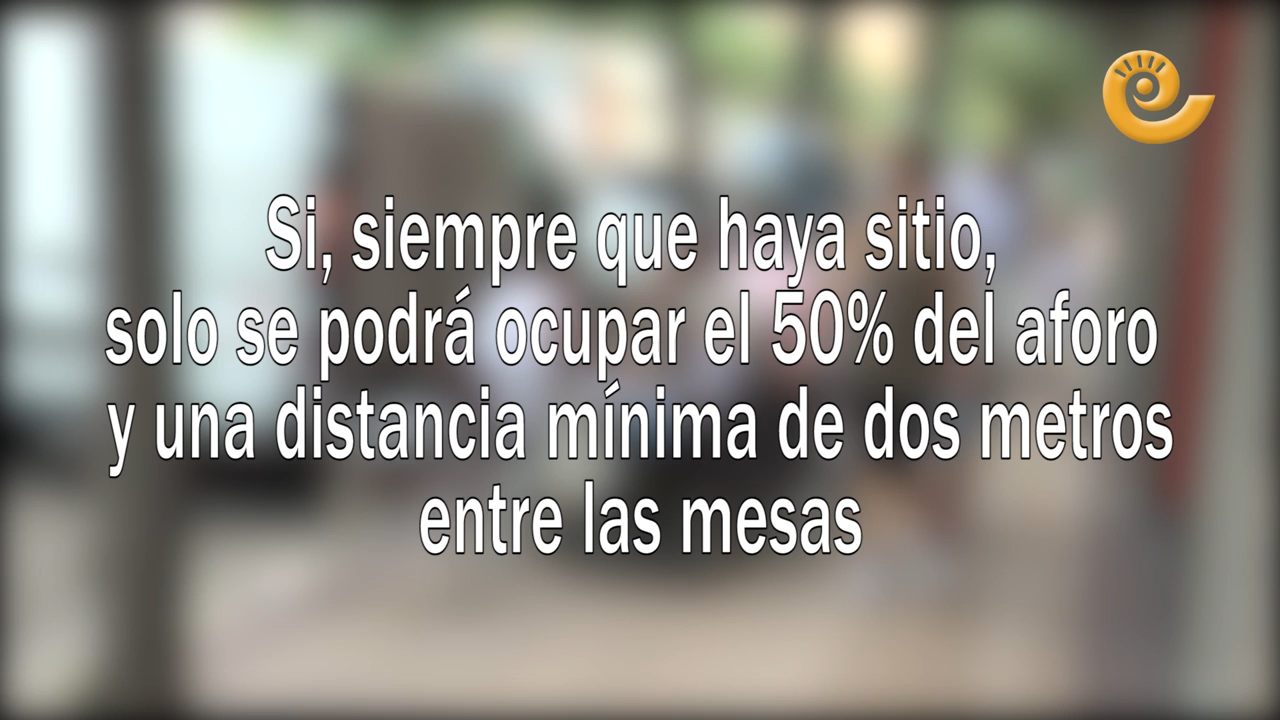 Si, siempre que haya sitio,
solo se podrá ocupar el 50% del aforo
y una distancia mínima de dos metros
entre las mesas